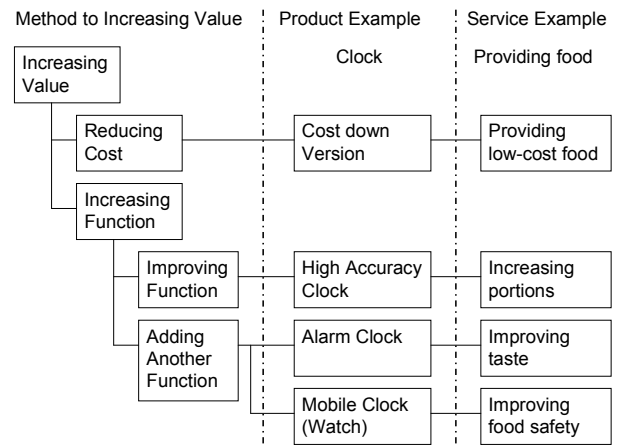 Method to Increasing Value Product Example Service Example
Clock Providing food
Increasing
Value
Reducing
Cost
Cost down
Version
Providing
low-cost food
Increasing
Function
Improving
Function
High Accuracy
Clock
Increasing
portions
Adding
Another
Function
Alarm Clock
Improving
taste
Mobile Clock
(Watch)
Improving
food safety